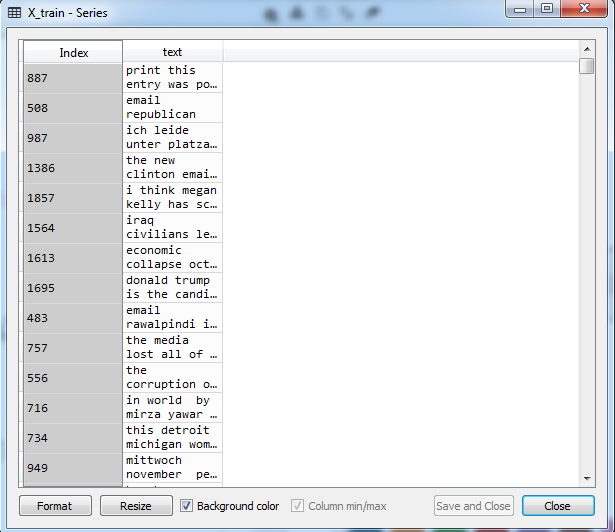 X_train - Series
Index text
887 print this
entry was po…
508 email
republican
987 ich leide
unter platza…
1386 the new
clinton emai…
1857 i think megan
kelly has sc…
1564 iraq
civilians le…
1613 economic
collapse oct…
1695 donald trump
is the candi…
483 email
rawalpindi i…
757 the media
lost all of …
556 the
corruption o…
716 in world  by
mirza yawar …
734 this detroit
michigan wom…
949 mittwoch
november  pe…
Format Resize Background color Column min/max Save and Close Close